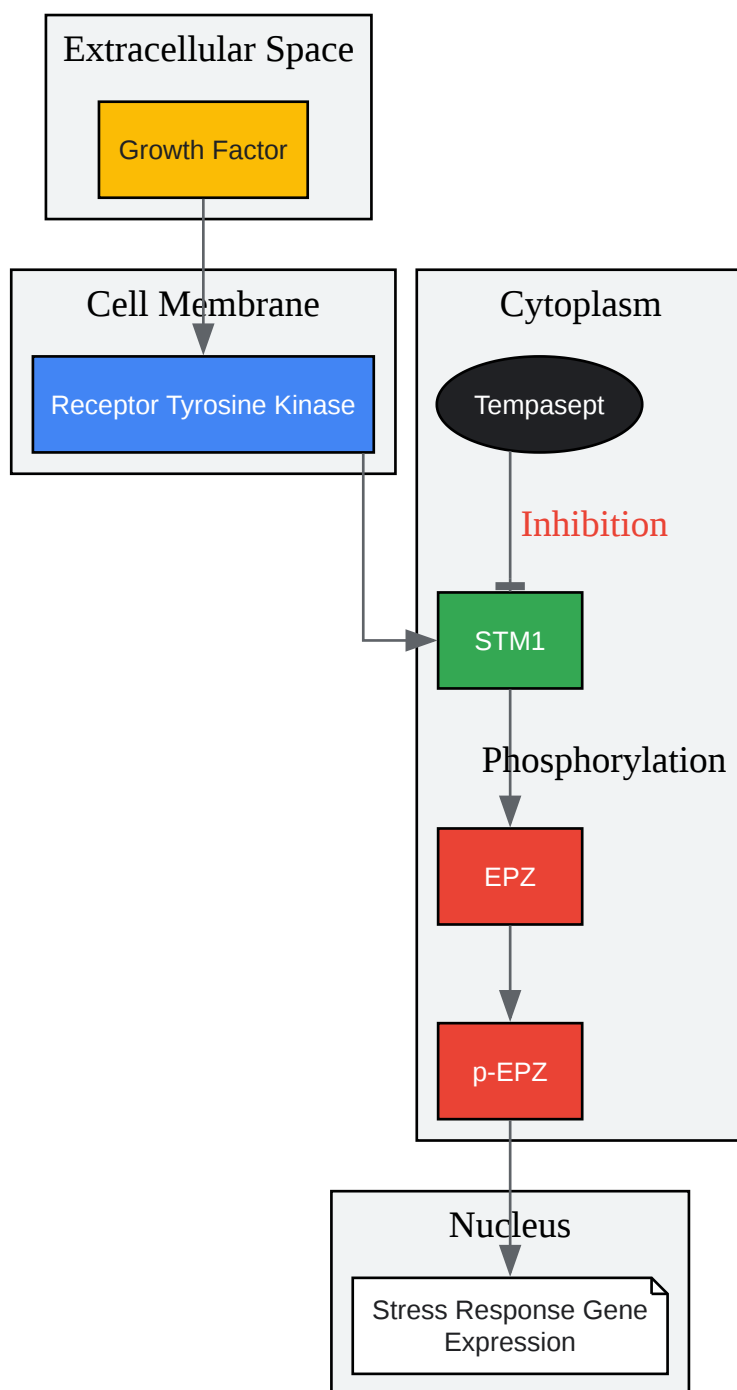 Extracellular Space
Growth Factor
Cell Membrane
Receptor Tyrosine Kinase
Cytoplasm
Tempasept
Inhibition
STM1
Phosphorylation
EPZ
p-EPZ
Nucleus
Stress Response Gene
Expression